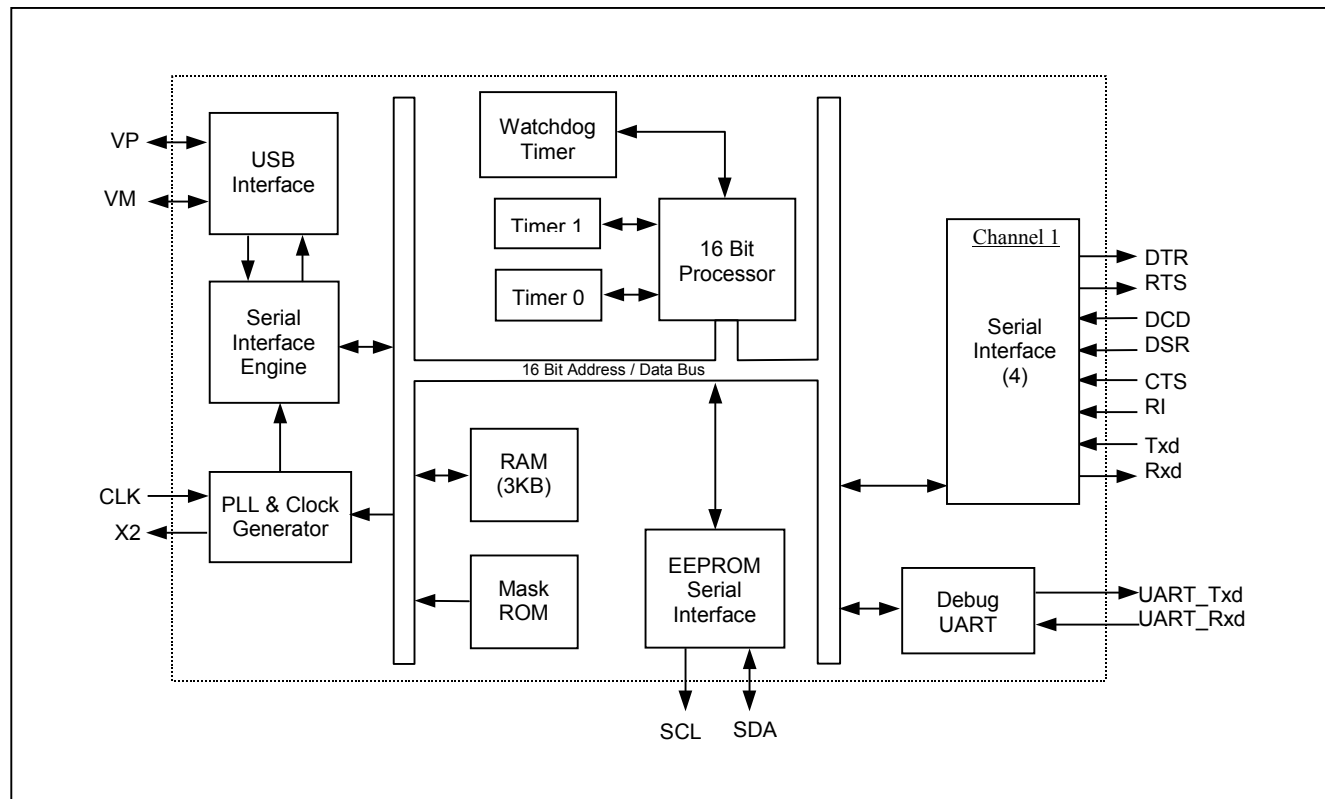 VP
VM
USB
Interface
Serial
Interface
Engine
CLK
X2
PLL & Clock
Generator
Watchdog
Timer
Timer 1
Timer 0
16 Bit
Processor
16 Bit Address / Data Bus
RAM
(3KB)
Mask
ROM
EEPROM
Serial
Interface
SCL
SDA
Channel 1
Serial
Interface
(4)
DTR
RTS
DCD
DSR
CTS
RI
Txd
Rxd
Debug
UART
UART_Txd
UART_Rxd